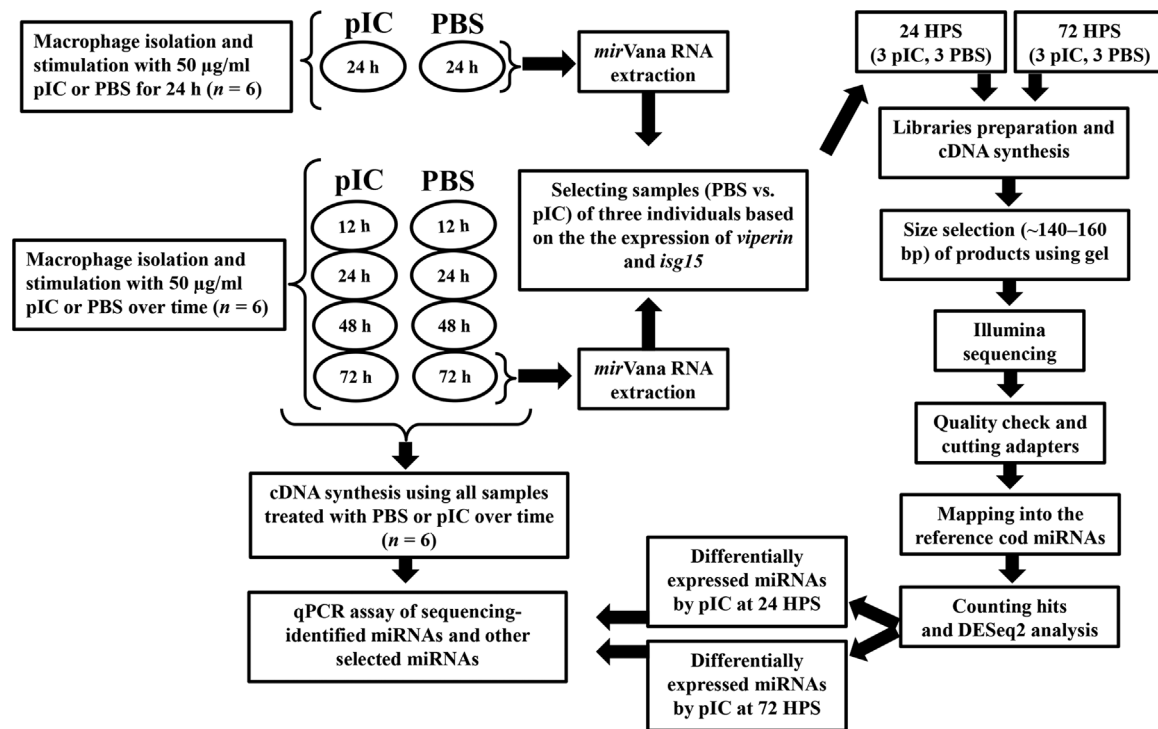 Macrophage isolation and
stimulation with 50 µg/ml
pIC or PBS for 24 h (n = 6)
pIC PBS
24 h 24 h
mirVana RNA
extraction
Macrophage isolation and
stimulation with 50 µg/ml
pIC or PBS over time (n = 6)
pIC PBS
12 h 12 h
24 h 24 h
48 h 48 h
72 h 72 h
mirVana RNA
extraction
Selecting samples (PBS vs.
pIC) of three individuals based
on the the expression of viperin
and isg15
24 HPS
(3 pIC, 3 PBS)
72 HPS
(3 pIC, 3 PBS)
Libraries preparation and
cDNA synthesis
Size selection (~140–160
bp) of products using gel
Illumina
sequencing
Quality check and
cutting adapters
Mapping into the
reference cod miRNAs
Counting hits
and DESeq2 analysis
Differentially
expressed miRNAs
by pIC at 24 HPS
Differentially
expressed miRNAs
by pIC at 72 HPS
cDNA synthesis using all samples
treated with PBS or pIC over time
(n = 6)
qPCR assay of sequencing-
identified miRNAs and other
selected miRNAs